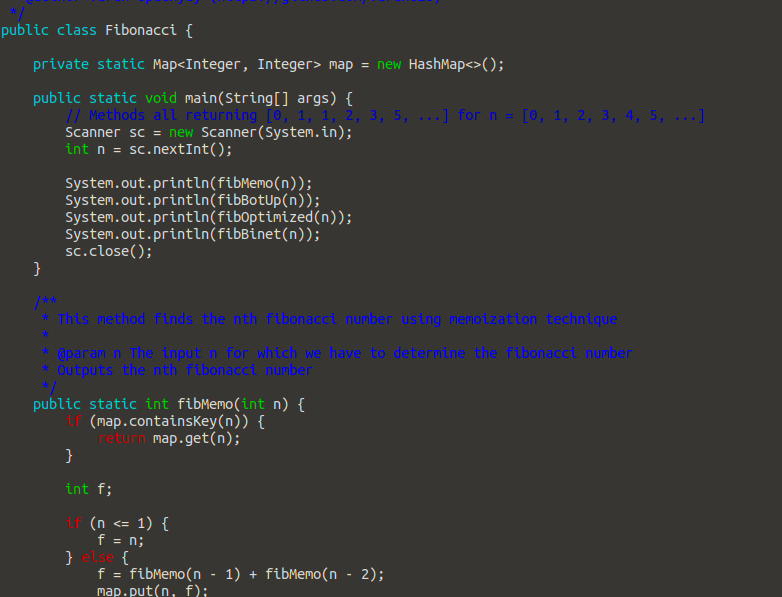 */
public class Fibonacci {
private static Map<Integer, Integer> map = new HashMap<>();
public static void main(String[] args) {
// Methods all returning [0, 1, 1, 2, 3, 5, ...] for n = [0, 1, 2, 3, 4, 5, ...]
Scanner sc = new Scanner(System.in);
int n = sc.nextInt();
System.out.println(fibMemo(n));
System.out.println(fibBotUp(n));
System.out.println(fibOptimized(n));
System.out.println(fibBinet(n));
sc.close();
}
/**
* This method finds the nth fibonacci number using memoization technique
*
* @param n The input n for which we have to determine the fibonacci number
* Outputs the nth fibonacci number
*/
public static int fibMemo(int n) {
if (map.containsKey(n)) {
return map.get(n);
}
int f;
if (n <= 1) {
f = n;
} else {
f = fibMemo(n - 1) + fibMemo(n - 2);
map.put(n, f);